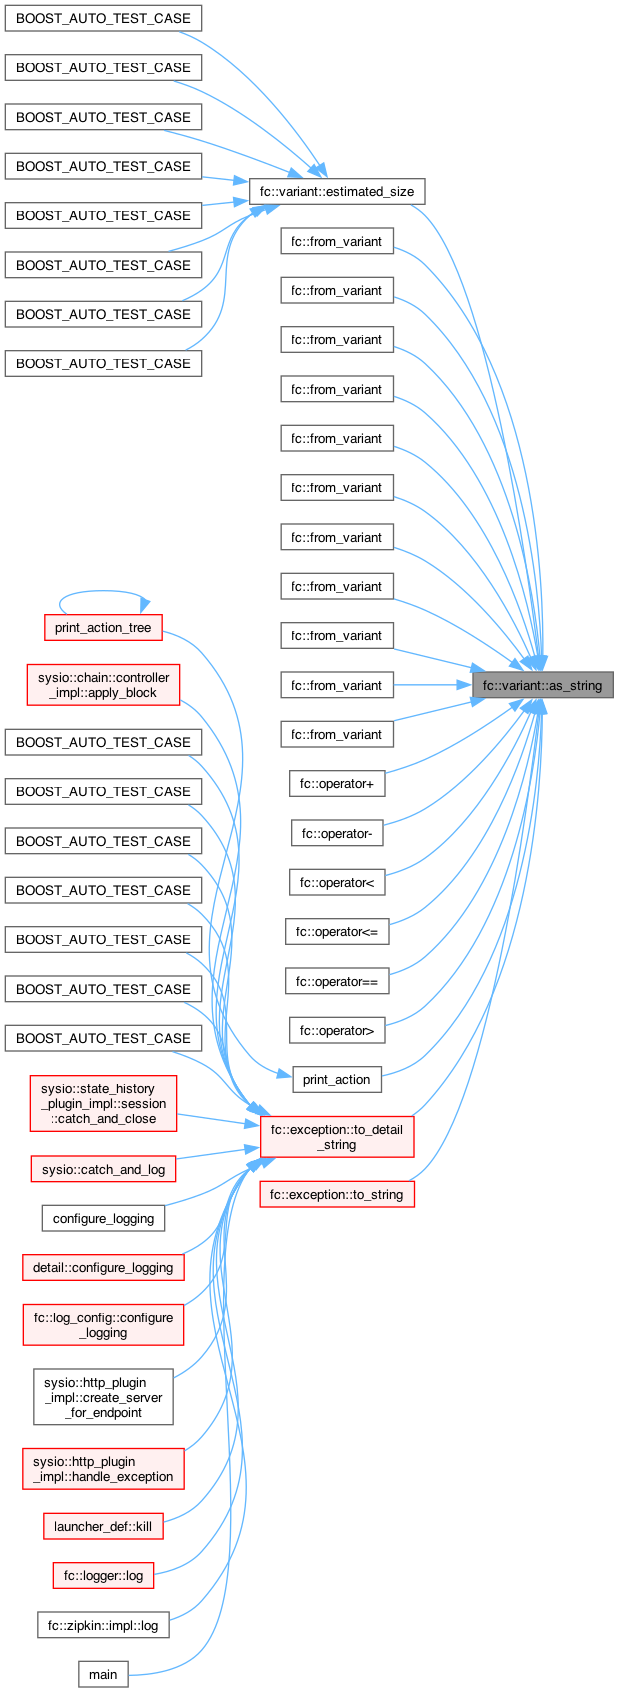 BOOST_AUTO_TEST_CASE
BOOST_AUTO_TEST_CASE
BOOST_AUTO_TEST_CASE
BOOST_AUTO_TEST_CASE
BOOST_AUTO_TEST_CASE
BOOST_AUTO_TEST_CASE
BOOST_AUTO_TEST_CASE
BOOST_AUTO_TEST_CASE
fc::variant::estimated_size
fc::from_variant
fc::from_variant
fc::from_variant
fc::from_variant
fc::from_variant
fc::from_variant
fc::from_variant
fc::from_variant
fc::from_variant
fc::from_variant
fc::from_variant
fc::variant::as_string
fc::operator+
fc::operator-
fc::operator<
fc::operator<=
fc::operator==
fc::operator>
print_action
fc::exception::to_detail
_string
fc::exception::to_string
print_action_tree
sysio::chain::controller
_impl::apply_block
BOOST_AUTO_TEST_CASE
BOOST_AUTO_TEST_CASE
BOOST_AUTO_TEST_CASE
BOOST_AUTO_TEST_CASE
BOOST_AUTO_TEST_CASE
BOOST_AUTO_TEST_CASE
BOOST_AUTO_TEST_CASE
sysio::state_history
_plugin_impl::session
::catch_and_close
sysio::catch_and_log
configure_logging
detail::configure_logging
fc::log_config::configure
_logging
sysio::http_plugin
_impl::create_server
_for_endpoint
sysio::http_plugin
_impl::handle_exception
launcher_def::kill
fc::logger::log
fc::zipkin::impl::log
main